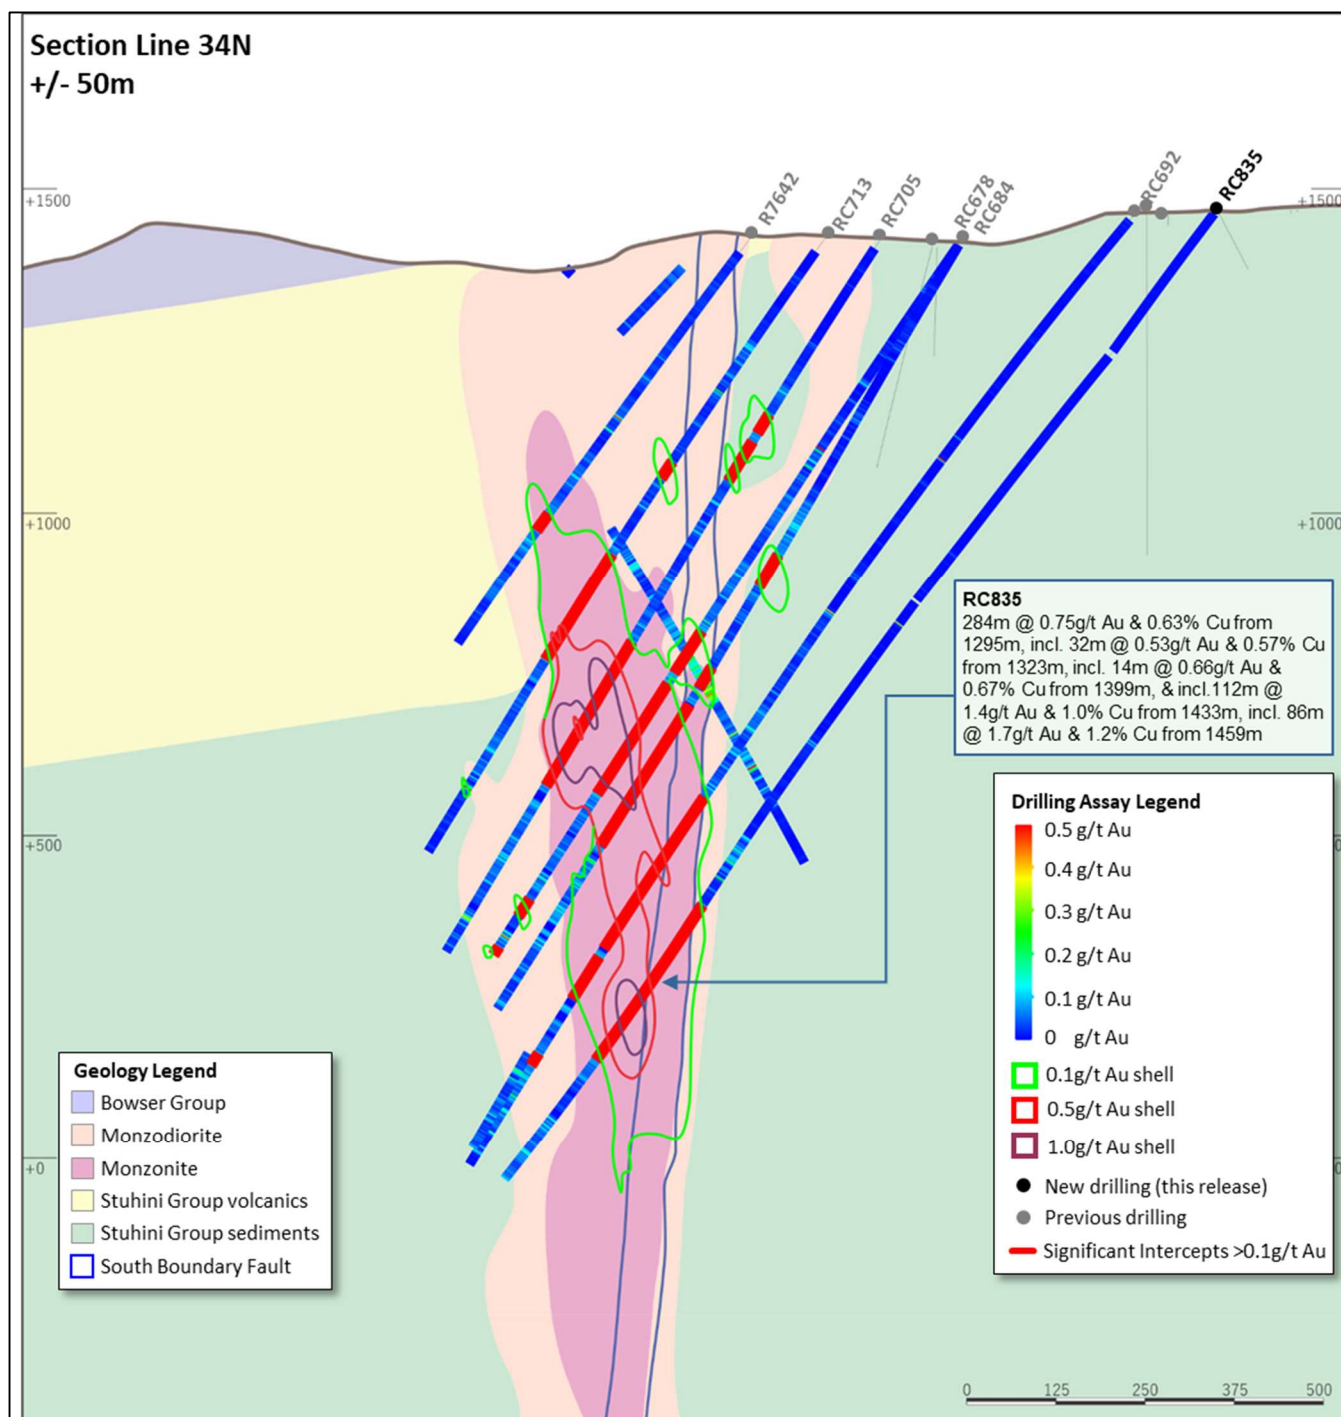 Section Line 34N
+/- 50m
R7642
RC713
RC705
RC678
RC684
RC692
RC835
+1500
+1500
+1000
+1000
+500
+0
RC835
284m @ 0.75g/t Au & 0.63% Cu from
1295m, incl. 32m @ 0.53g/t Au & 0.57% Cu
from 1323m, incl. 14m @ 0.66g/t Au &
0.67% Cu from 1399m, & incl.112m @
1.4g/t Au & 1.0% Cu from 1433m, incl. 86m
@ 1.7g/t Au & 1.2% Cu from 1459m
Drilling Assay Legend
0.5 g/t Au
0.4 g/t Au
0.3 g/t Au
0.2 g/t Au
0.1 g/t Au
0 g/t Au
0.1g/t Au shell
0.5g/t Au shell
1.0g/t Au shell
New drilling (this release)
Previous drilling
Significant Intercepts >0.1g/t Au
Geology Legend
Bowser Group
Monzodiorite
Monzonite
Stuhini Group volcanics
Stuhini Group sediments
South Boundary Fault
0 125 250 375 500